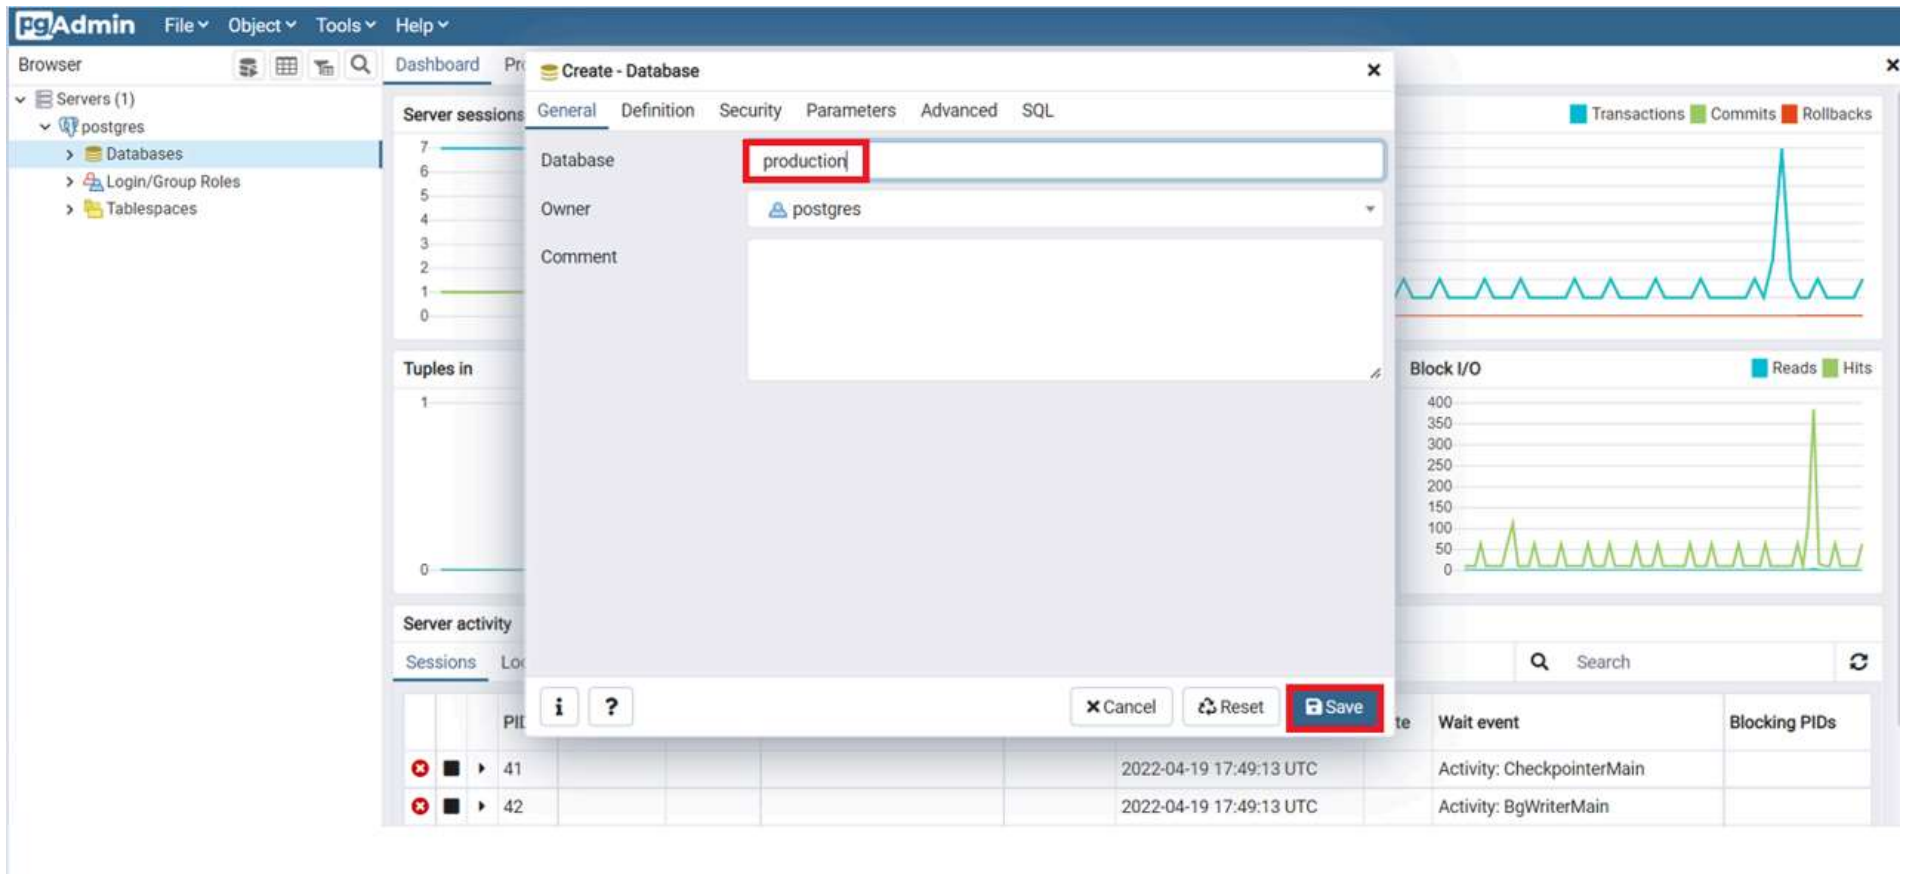 pgAdmin File Object Tools Help
Browser
Servers (1)
postgres
Databases
Login/Group Roles
Tablespaces
Dashboard
Server sessions
7
6
5
4
3
2
1
0
Tuples in
1
0
Create - Database
General Definition Security Parameters Advanced SQL
Database production
Owner postgres
Comment
i ? Cancel Reset Save
Transactions Commits Rollbacks
Block I/O Reads Hits
400
350
300
250
200
150
100
50
0
Server activity
Sessions
Search
Wait event Blocking PIDs
41 2022-04-19 17:49:13 UTC Activity: CheckpointerMain
42 2022-04-19 17:49:13 UTC Activity: BgWriterMain